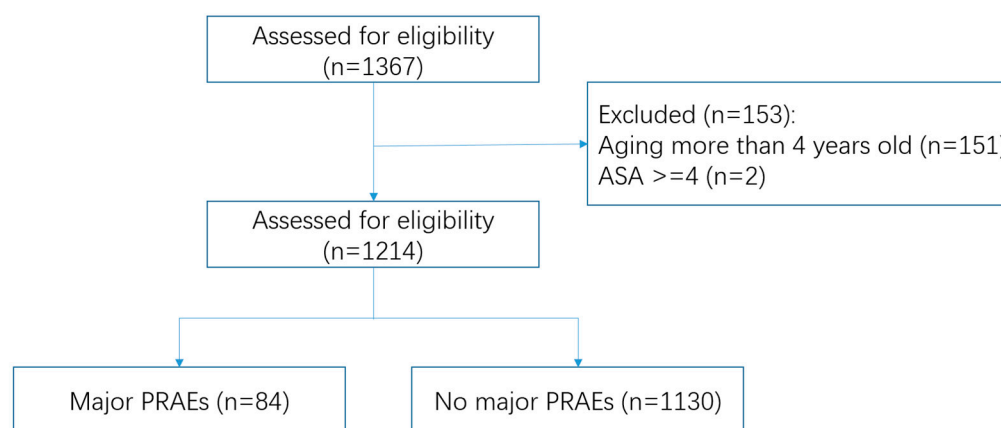 Assessed for eligibility
(n=1367)
Excluded (n=153):
Aging more than 4 years old (n=151)
ASA >=4 (n=2)
Assessed for eligibility
(n=1214)
Major PRAEs (n=84)
No major PRAEs (n=1130)